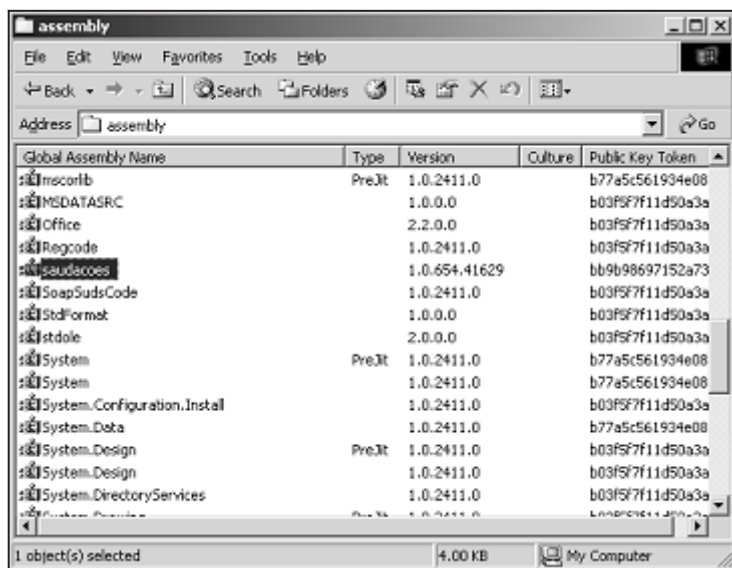 assembly
File Edit View Favorites Tools Help
Back Search Folders
Address assembly Go
Global Assembly Name Type Version Culture Public Key Token
mscorlib PreJit 1.0.2411.0 b77a5c561934e08
MSDATASRC 1.0.0.0 b03f5f7f11d50a3a
Office 2.2.0.0 b03f5f7f11d50a3a
Regcode 1.0.2411.0 b03f5f7f11d50a3a
saudacoes 1.0.654.41629 bb9b98697152a73
SoapSudsCode 1.0.2411.0 b03f5f7f11d50a3a
StdFormat 1.0.0.0 b03f5f7f11d50a3a
stdole 2.0.0.0 b03f5f7f11d50a3a
System PreJit 1.0.2411.0 b77a5c561934e08
System 1.0.2411.0 b77a5c561934e08
System.Configuration.Install 1.0.2411.0 b03f5f7f11d50a3a
System.Data 1.0.2411.0 b77a5c561934e08
System.Design PreJit 1.0.2411.0 b03f5f7f11d50a3a
System.Design 1.0.2411.0 b03f5f7f11d50a3a
System.DirectoryServices 1.0.2411.0 b03f5f7f11d50a3a
1 object(s) selected 4.00 KB My Computer